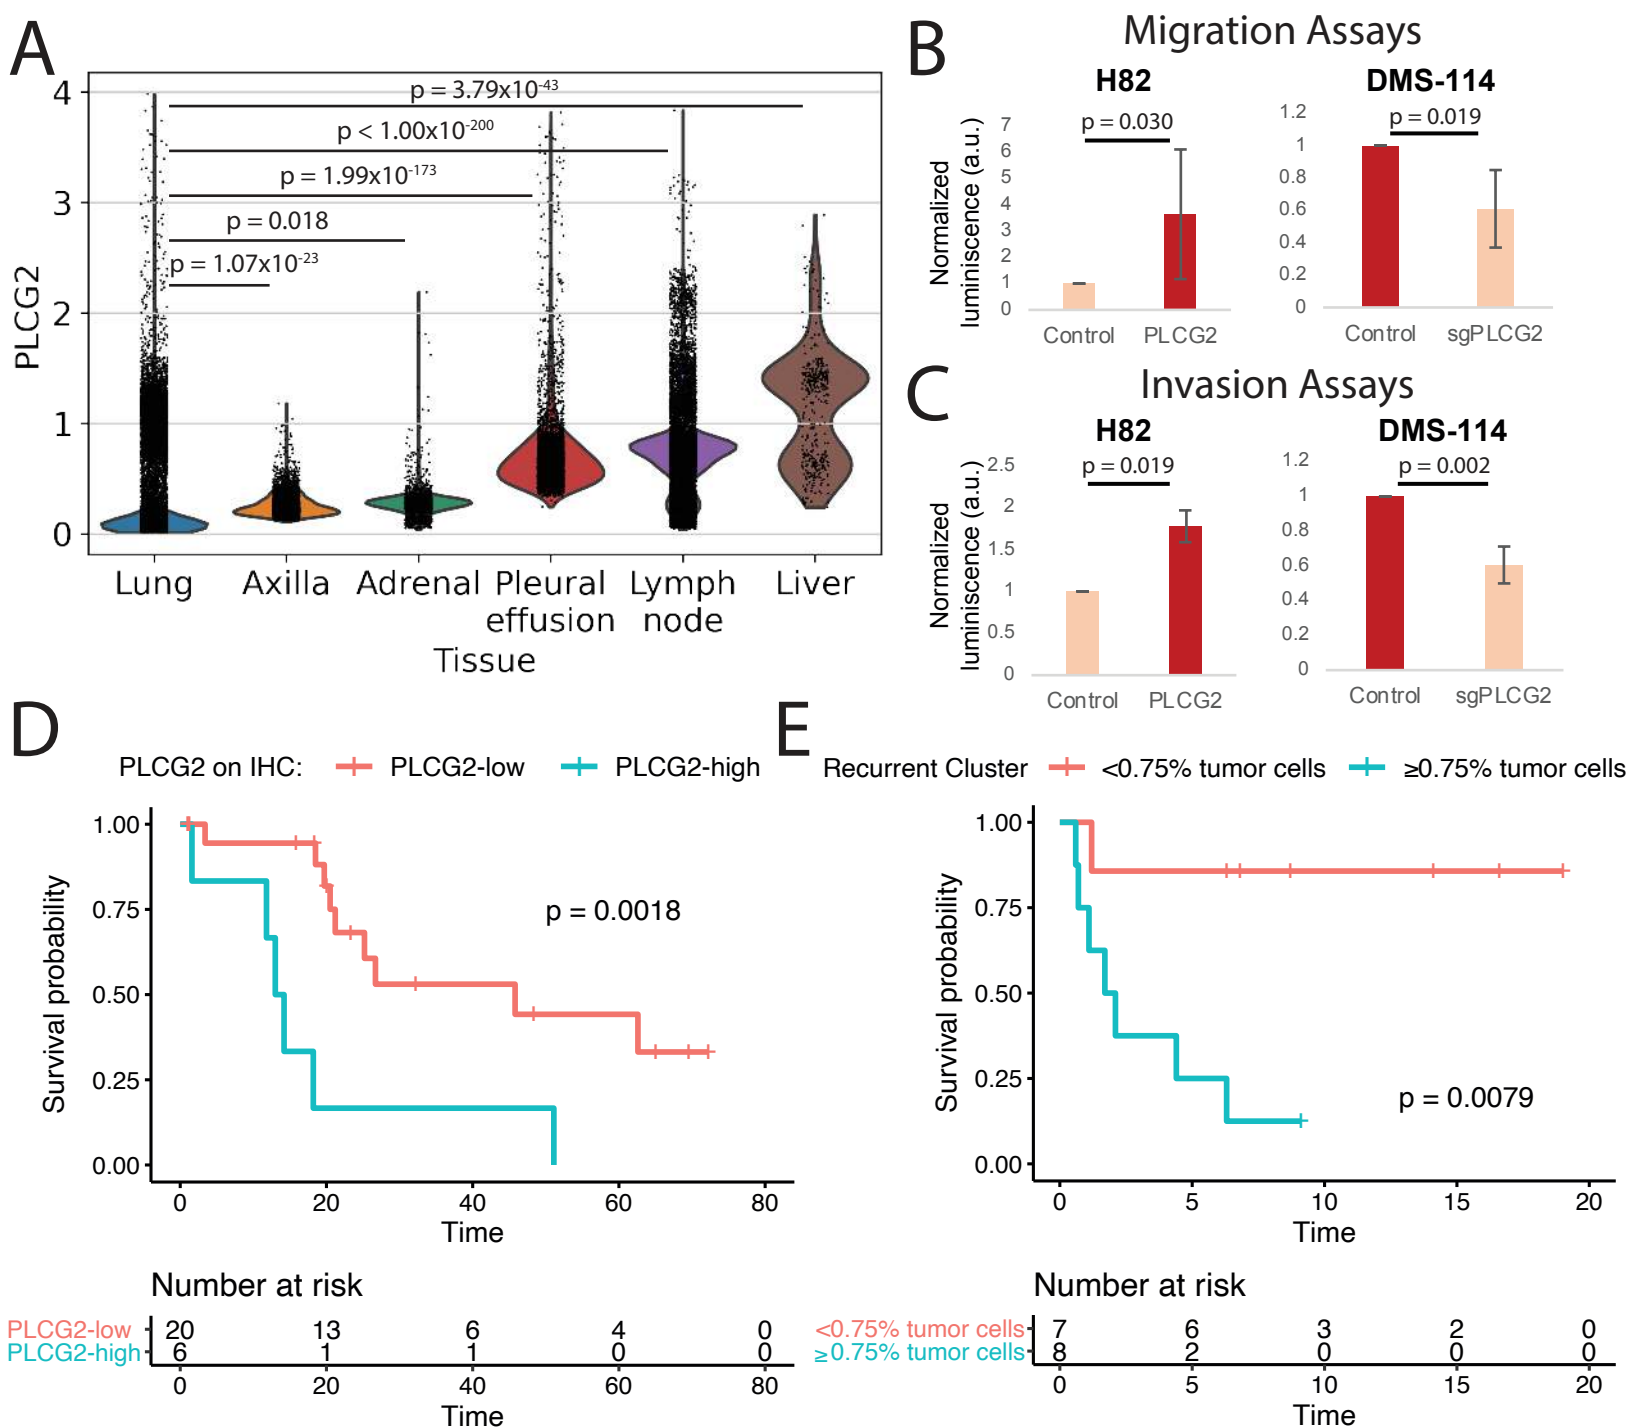 A
4
3
2
1
0
PLCG2
p = 3.79x10-43
p < 1.00x10-200
p = 1.99x10-173
p = 0.018
p = 1.07x10-23
Lung Axilla Adrenal Pleural effusion Lymph node Liver
Tissue
B
Migration Assays
H82
p = 0.030
Normalized
luminiscence (a.u.)
7
6
5
4
3
2
1
0
Control PLCG2
DMS-114
p = 0.019
1.2
1
0.8
0.6
0.4
0.2
0
Control sgPLCG2
C
Invasion Assays
H82
p = 0.019
Normalized
luminiscence (a.u.)
2.5
2
1.5
1
0.5
0
Control PLCG2
DMS-114
p = 0.002
1.2
1
0.8
0.6
0.4
0.2
0
Control sgPLCG2
D
PLCG2 on IHC: PLCG2-low PLCG2-high
Survival probability
1.00
0.75
0.50
0.25
0.00
p = 0.0018
0 20 40 60 80
Time
Number at risk
PLCG2-low 20 13 6 4 0
PLCG2-high 6 1 1 0 0
0 20 40 60 80
Time
E
Recurrent Cluster <0.75% tumor cells ≥0.75% tumor cells
Survival probability
1.00
0.75
0.50
0.25
0.00
p = 0.0079
0 5 10 15 20
Time
Number at risk
<0.75% tumor cells 7 6 3 2 0
≥0.75% tumor cells 8 2 0 0 0
0 5 10 15 20
Time